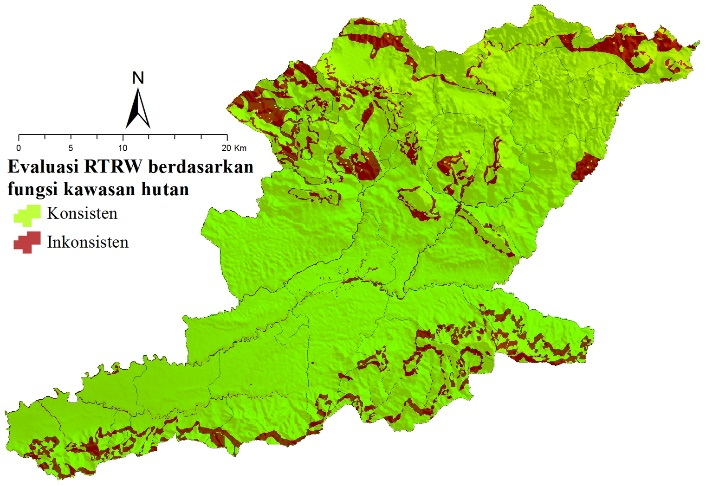 N
0 5 10 20 Km
Evaluasi RTRW berdasarkan
fungsi kawasan hutan
Konsisten
Inkonsisten